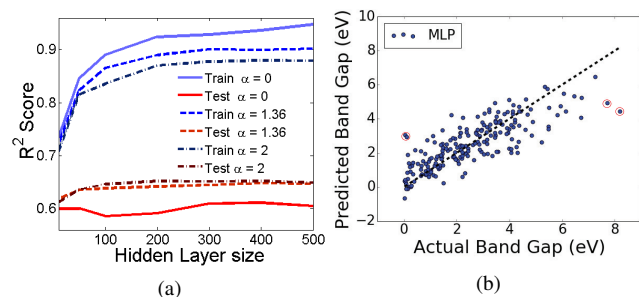 R² Score
0.9
0.8
0.7
0.6
Train α = 0
Test α = 0
Train α = 1.36
Test α = 1.36
Train α = 2
Test α = 2
100 200 300 400 500
Hidden Layer size
(a)
Predicted Band Gap (eV)
10
8
6
4
2
0
−2
MLP
0 2 4 6 8
Actual Band Gap (eV)
(b)